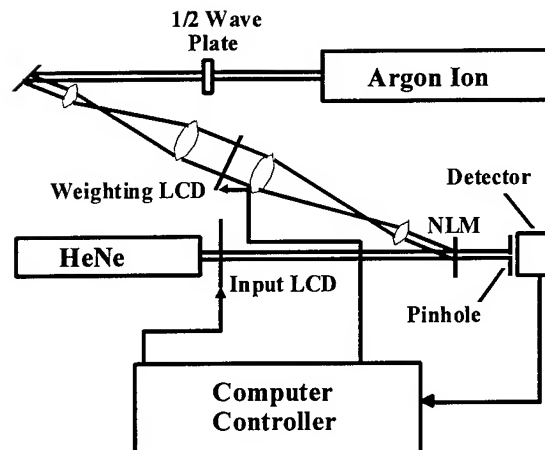 1/2 Wave
Plate
Argon Ion
Weighting LCD
Detector
NLM
HeNe
Input LCD
Pinhole
Computer
Controller